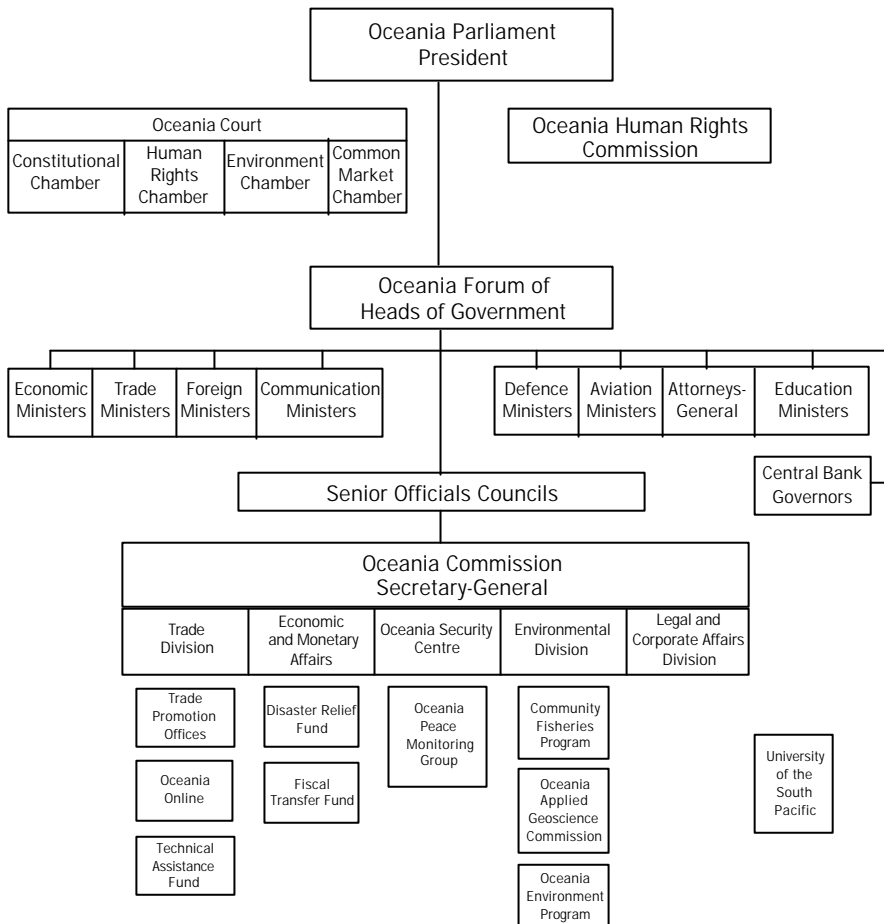 Oceania Parliament
President
Oceania Court
Constitutional
Chamber
Human
Rights
Chamber
Environment
Chamber
Common
Market
Chamber
Oceania Human Rights
Commission
Oceania Forum of
Heads of Government
Economic
Ministers
Trade
Ministers
Foreign
Ministers
Communication
Ministers
Defence
Ministers
Aviation
Ministers
Attorneys-
General
Education
Ministers
Central Bank
Governors
Senior Officials Councils
Oceania Commission
Secretary-General
Trade
Division
Economic
and Monetary
Affairs
Oceania Security
Centre
Environmental
Division
Legal and
Corporate Affairs
Division
Trade
Promotion
Offices
Oceania
Online
Technical
Assistance
Fund
Disaster Relief
Fund
Fiscal
Transfer Fund
Oceania
Peace
Monitoring
Group
Community
Fisheries
Program
Oceania
Applied
Geoscience
Commission
Oceania
Environment
Program
University
of the
South
Pacific